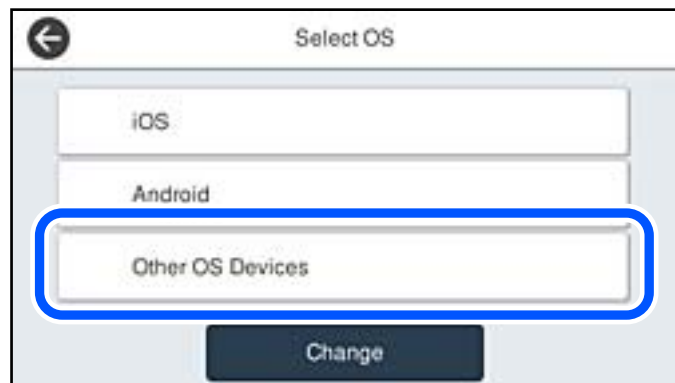 Select OS
iOS
Android
Other OS Devices
Change